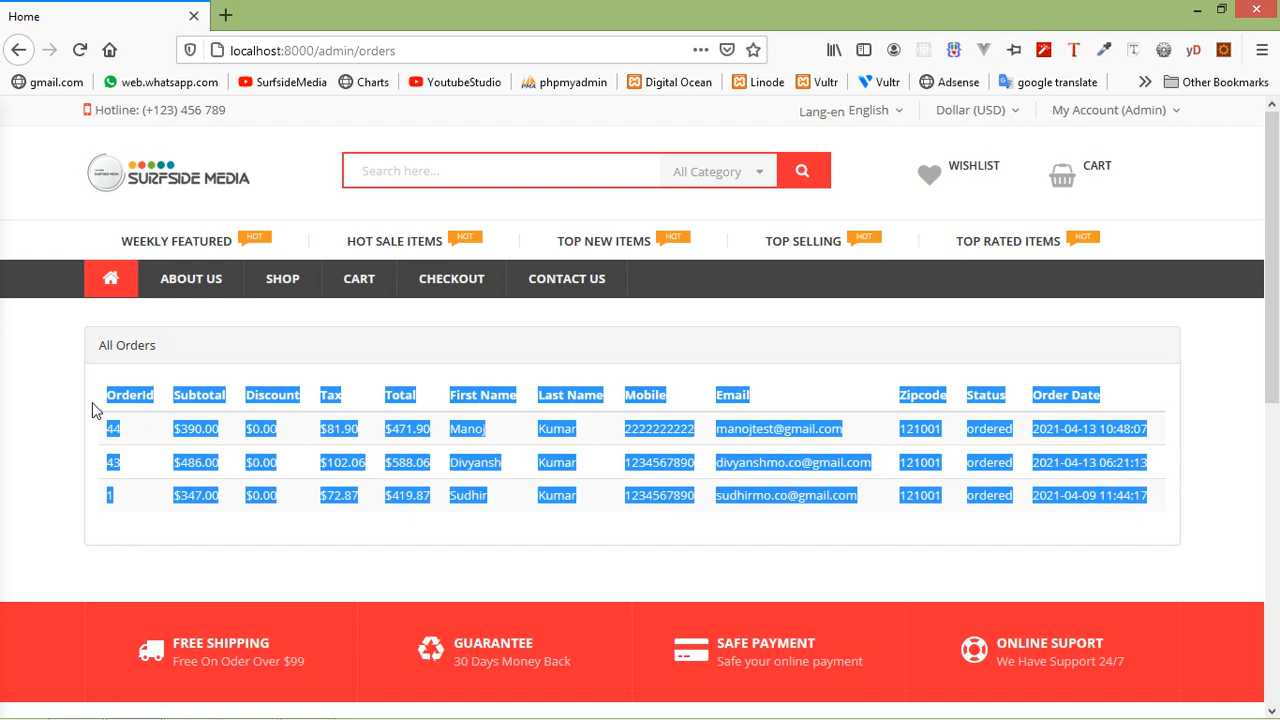 Home
localhost:8000/admin/orders
gmail.com web.whatsapp.com SurfsideMedia Charts YoutubeStudio phpmyadmin Digital Ocean Linode Vultr Vultr Adsense google translate Other Bookmarks
Hotline: (+123) 456 789 Lang-en English Dollar (USD) My Account (Admin)
SURFSIDE MEDIA Search here... All Category WISHLIST CART
WEEKLY FEATURED HOT HOT SALE ITEMS HOT TOP NEW ITEMS HOT TOP SELLING HOT TOP RATED ITEMS HOT
ABOUT US SHOP CART CHECKOUT CONTACT US
All Orders
OrderId Subtotal Discount Tax Total First Name Last Name Mobile Email Zipcode Status Order Date
44 $390.00 $0.00 $81.90 $471.90 Manoj Kumar 2222222222 manojtest@gmail.com 121001 ordered 2021-04-13 10:48:07
43 $486.00 $0.00 $102.06 $588.06 Divyansh Kumar 1234567890 divyanshmo.co@gmail.com 121001 ordered 2021-04-13 06:21:13
1 $347.00 $0.00 $72.87 $419.87 Sudhir Kumar 1234567890 sudhirmo.co@gmail.com 121001 ordered 2021-04-09 11:44:17
FREE SHIPPING GUARANTEE SAFE PAYMENT ONLINE SUPORT
Free On Oder Over $99 30 Days Money Back Safe your online payment We Have Support 24/7